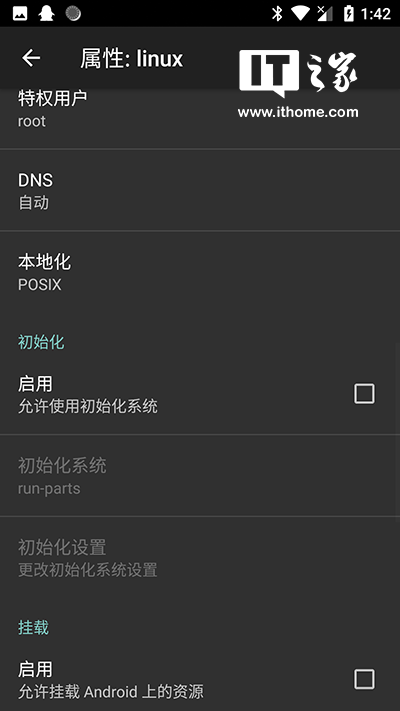 1:42
属性: linux
IT之家
www.ithome.com
特权用户
root
DNS
自动
本地化
POSIX
初始化
启用
允许使用初始化系统
初始化系统
run-parts
初始化设置
更改初始化系统设置
挂载
启用
允许挂载 Android 上的资源